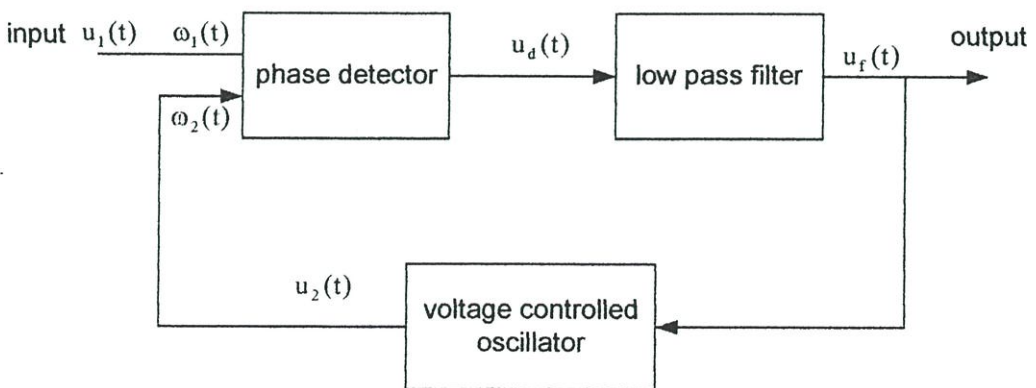 input u₁(t) ω₁(t)
phase detector
u_d(t)
low pass filter
u_f(t)
output
ω₂(t)
u₂(t)
voltage controlled
oscillator